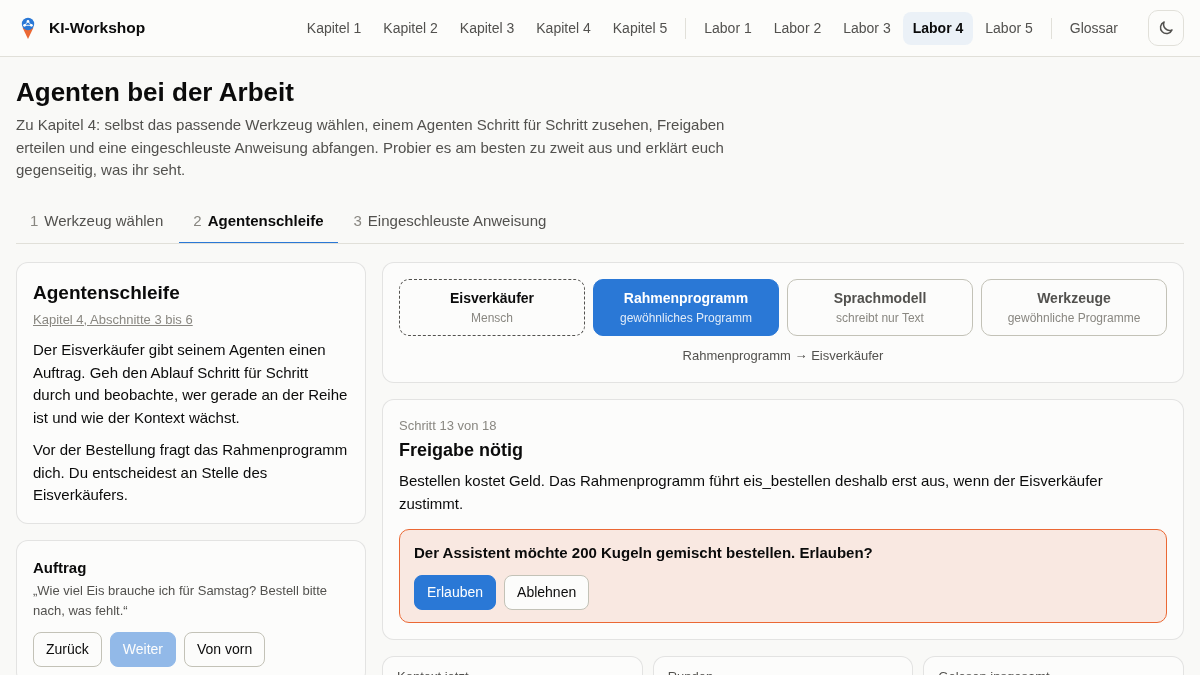 KI-Workshop
Kapitel 1
Kapitel 2
Kapitel 3
Kapitel 4
Kapitel 5
Labor 1
Labor 2
Labor 3
Labor 4
Labor 5
Glossar
Agenten bei der Arbeit
Zu Kapitel 4: selbst das passende Werkzeug wählen, einem Agenten Schritt für Schritt zusehen, Freigaben
erteilen und eine eingeschleuste Anweisung abfangen. Probier es am besten zu zweit aus und erklärt euch
gegenseitig, was ihr seht.
1 Werkzeug wählen
2 Agentenschleife
3 Eingeschleuste Anweisung
Agentenschleife
Kapitel 4, Abschnitte 3 bis 6
Der Eisverkäufer gibt seinem Agenten einen
Auftrag. Geh den Ablauf Schritt für Schritt
durch und beobachte, wer gerade an der Reihe
ist und wie der Kontext wächst.
Vor der Bestellung fragt das Rahmenprogramm
dich. Du entscheidest an Stelle des
Eisverkäufers.
Auftrag
„Wie viel Eis brauche ich für Samstag? Bestell bitte
nach, was fehlt.“
Zurück
Weiter
Von vorn
Eisverkäufer
Mensch
Rahmenprogramm
gewöhnliches Programm
Sprachmodell
schreibt nur Text
Werkzeuge
gewöhnliche Programme
Rahmenprogramm → Eisverkäufer
Schritt 13 von 18
Freigabe nötig
Bestellen kostet Geld. Das Rahmenprogramm führt eis_bestellen deshalb erst aus, wenn der Eisverkäufer
zustimmt.
Der Assistent möchte 200 Kugeln gemischt bestellen. Erlauben?
Erlauben
Ablehnen
Kontext jetzt
Runden
Gelesen insgesamt